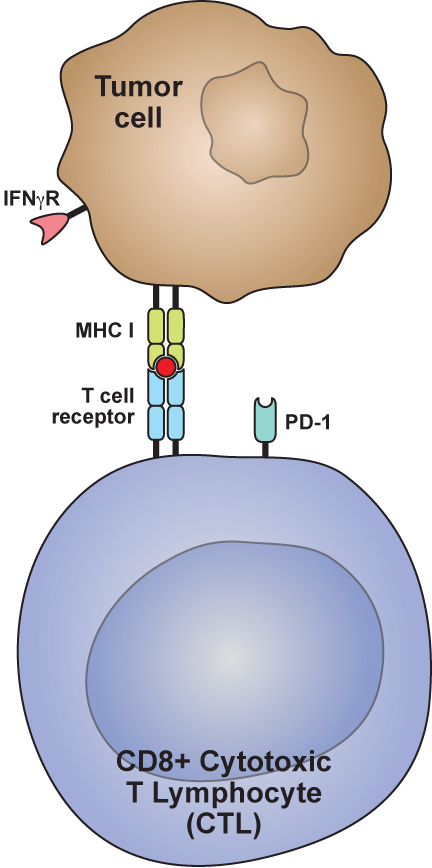 Tumor
cell
IFNγR
MHC I
T cell
receptor
PD-1
CD8+ Cytotoxic
T Lymphocyte
(CTL)